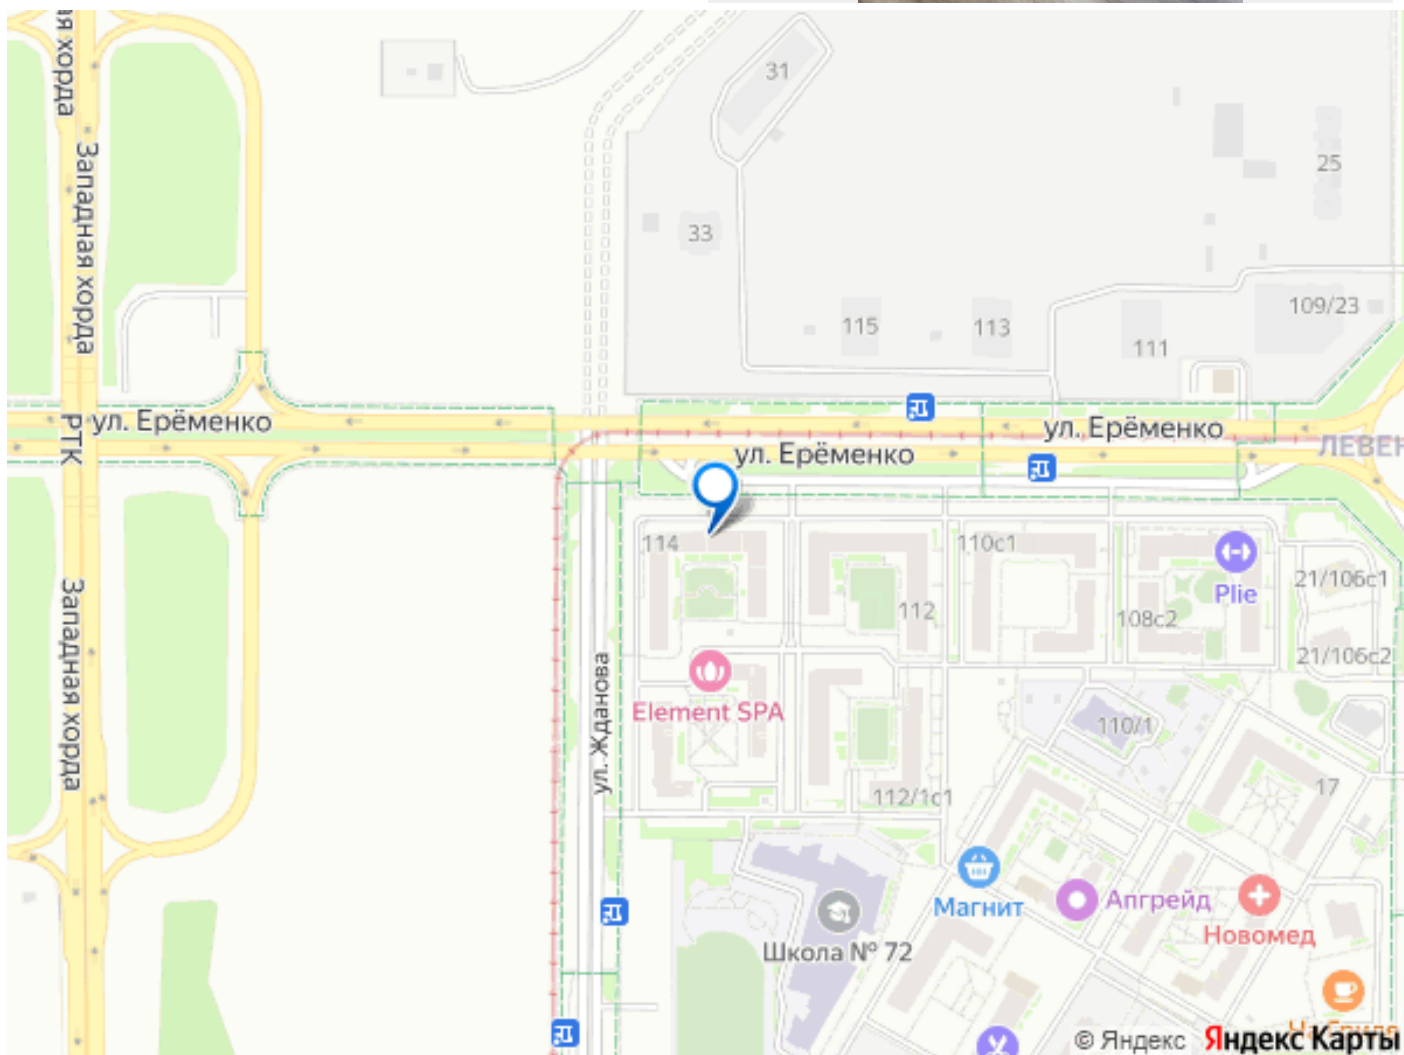 ая хорда
Западная хорда
31
25
33
109/23
115
113
111
РТК
ул. Ерёменко
ул. Ерёменко
ул. Ерёменко
ЛЕВЕН
114
110с1
Plie
21/106с1
112
108с2
21/106с2
Западная хорда
ул. Жданова
Element SPA
110/1
17
112/1с1
Магнит
Апгрейд
Новомед
Школа № 72
© Яндекс Яндекс Карты